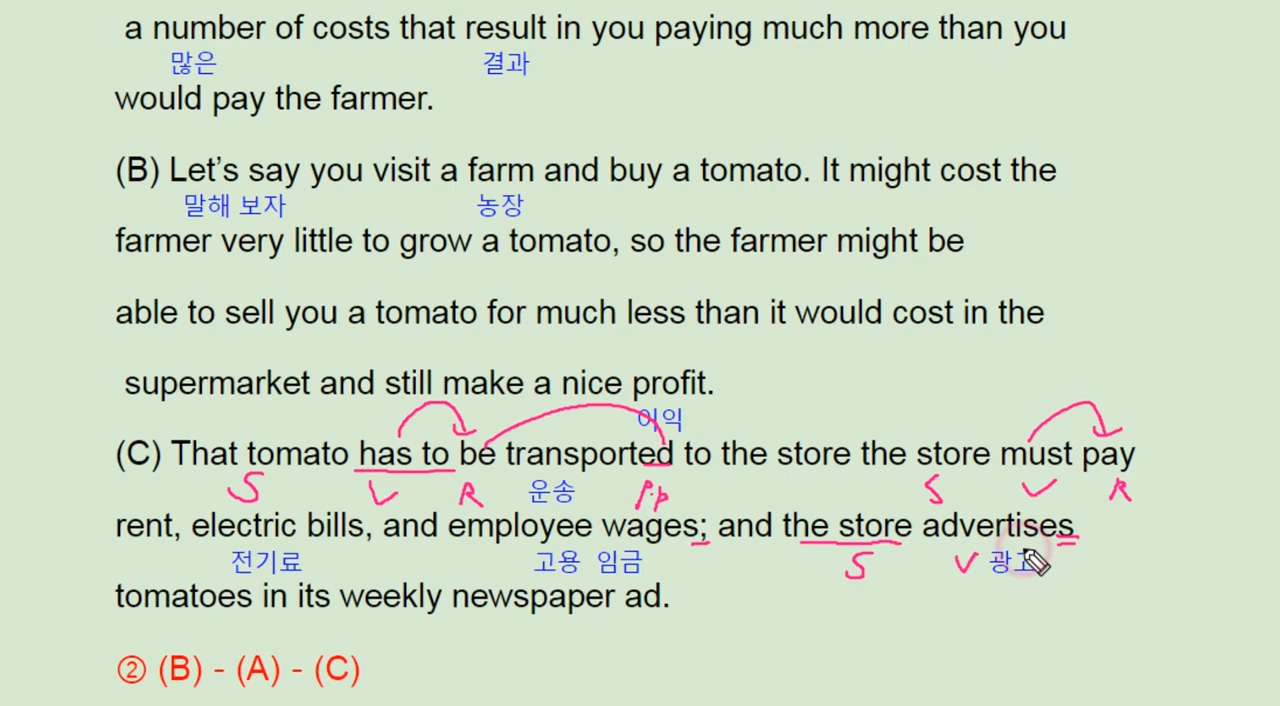 a number of costs that result in you paying much more than you
많은 결과
would pay the farmer.
(B) Let's say you visit a farm and buy a tomato. It might cost the
말해 보자 농장
farmer very little to grow a tomato, so the farmer might be
able to sell you a tomato for much less than it would cost in the
supermarket and still make a nice profit.
이익
(C) That tomato has to be transported to the store the store must pay
S V R 운송 P.P S V R
rent, electric bills, and employee wages; and the store advertises
전기료 고용 임금 S V 광고
tomatoes in its weekly newspaper ad.
② (B) - (A) - (C)